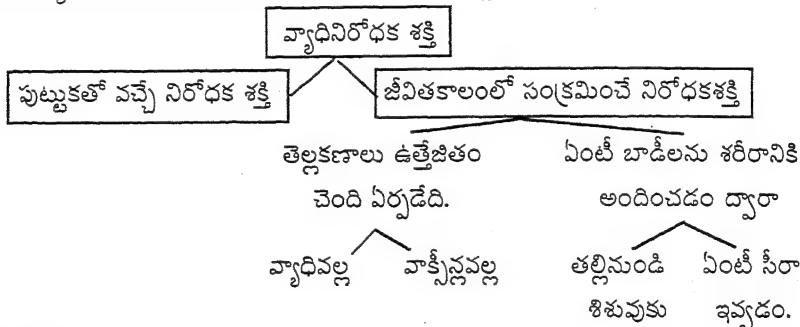 వ్యాధినిరోధక శక్తి
పుట్టుకతో వచ్చే నిరోధక శక్తి
జీవితకాలంలో సంక్రమించే నిరోధకశక్తి
తెల్లకణాలు ఉత్తేజితం
చెంది ఏర్పడేది.
ఏంటీ బాడీలను శరీరానికి
అందించడం ద్వారా
వ్యాధివల్ల
వాక్సీన్లవల్ల
తల్లినుండి
శిశువుకు
ఏంటీ సీరా
ఇవ్వడం.